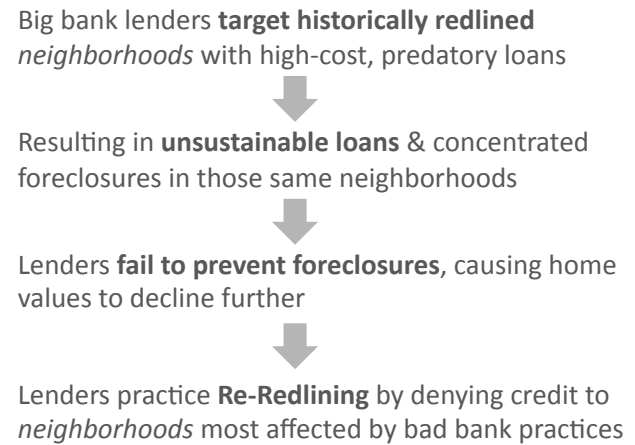 Big bank lenders target historically redlined
neighborhoods with high-cost, predatory loans
Resulting in unsustainable loans & concentrated
foreclosures in those same neighborhoods
Lenders fail to prevent foreclosures, causing home
values to decline further
Lenders practice Re-Redlining by denying credit to
neighborhoods most affected by bad bank practices